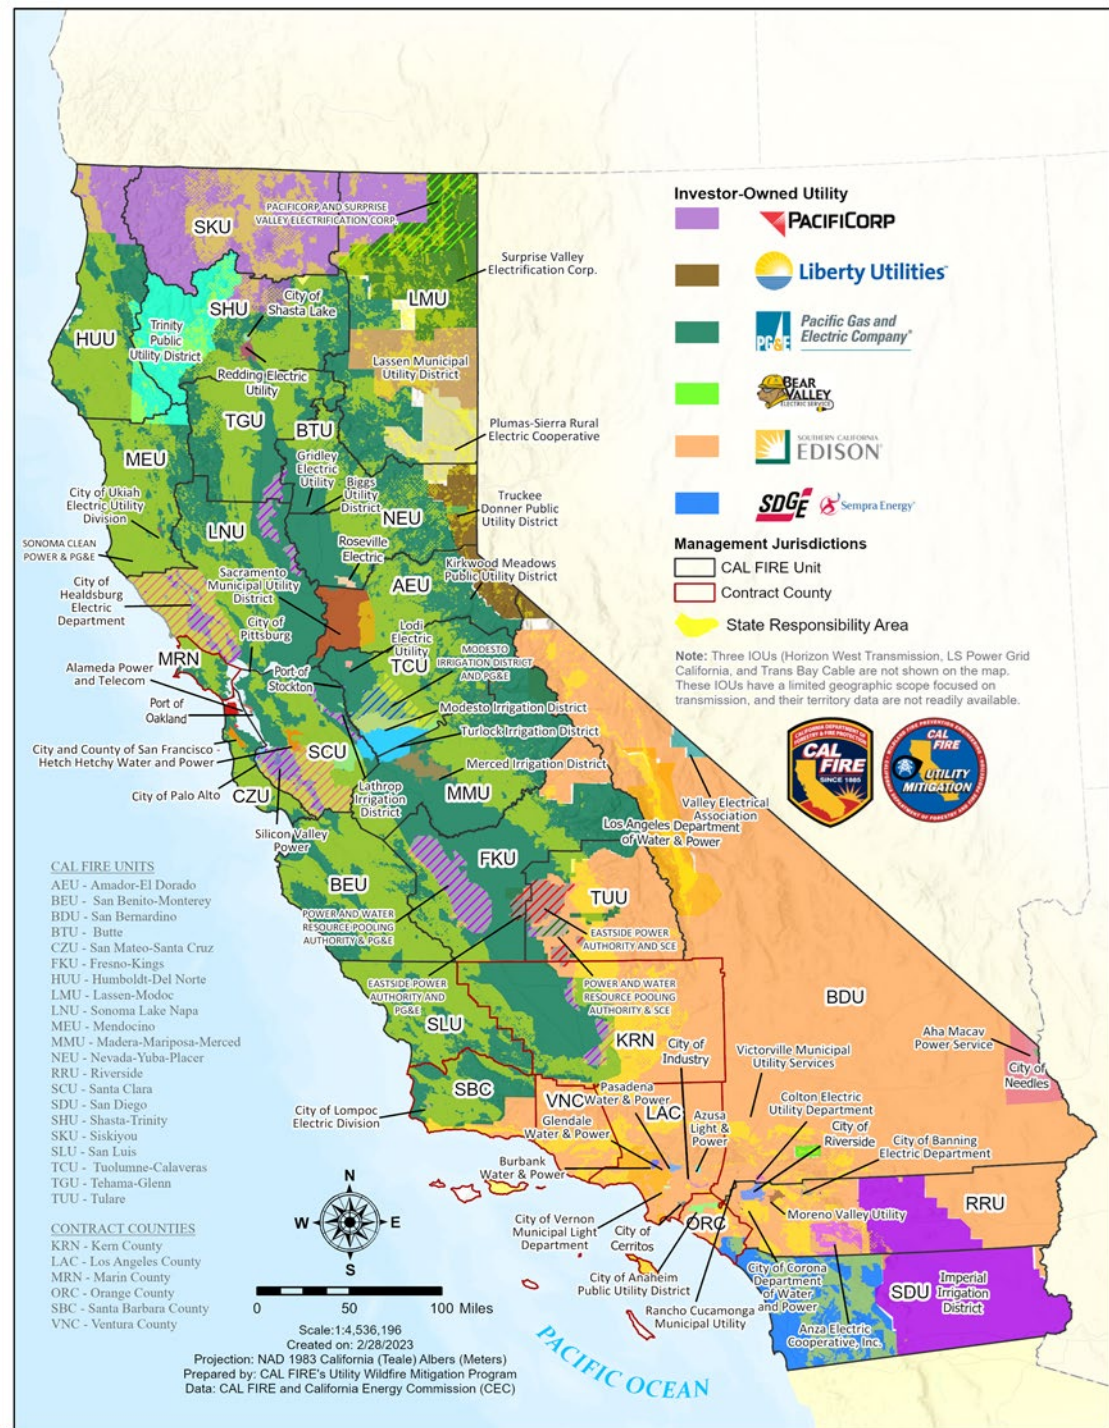 Investor-Owned Utility
PACIFICORP
Liberty Utilities™
Pacific Gas and
Electric Company®
PG&E
BEAR
VALLEY
ELECTRIC SERVICE
SOUTHERN CALIFORNIA
EDISON®
SDGE
Sempra Energy®
Management Jurisdictions
CAL FIRE Unit
Contract County
State Responsibility Area
Note: Three IOUs (Horizon West Transmission, LS Power Grid
California, and Trans Bay Cable are not shown on the map.
These IOUs have a limited geographic scope focused on
transmission, and their territory data are not readily available.
CALIFORNIA DEPARTMENT OF
FORESTRY & FIRE PROTECTION
CAL
FIRE
SINCE 1885
CAL
FIRE
UTILITY
MITIGATION
SKU
PACIFICORP AND SURPRISE
VALLEY ELECTRIFICATION CORP.
Surprise Valley
Electrification Corp.
SHU
City of
Shasta Lake
LMU
HUU
Trinity
Public
Utility District
Redding Electric
Utility
Lassen Municipal
Utility District
TGU
BTU
Plumas-Sierra Rural
Electric Cooperative
MEU
Gridley
Electric
Utility
Biggs
Utility
District
NEU
Truckee
Donner Public
Utility District
City of Ukiah
Electric Utility
Division
LNU
Roseville
Electric
SONOMA CLEAN
POWER & PG&E
Sacramento
Municipal Utility
District
AEU
Kirkwood Meadows
Public Utility District
City of
Healdsburg
Electric
Department
City of
Pittsburg
Lodi
Electric
Utility
TCU
MRN
MODESTO
IRRIGATION DISTRICT
AND PG&E
Alameda Power
and Telecom
Port of
Stockton
Port of
Oakland
Modesto Irrigation District
Turlock Irrigation District
City and County of San Francisco -
Hetch Hetchy Water and Power
SCU
Merced Irrigation District
City of Palo Alto
CZU
Lathrop
Irrigation
District
MMU
Silicon Valley
Power
Valley Electrical
Association
Los Angeles Department
of Water & Power
FKU
BEU
TUU
POWER AND WATER
RESOURCE POOLING
AUTHORITY & PG&E
EASTSIDE POWER
AUTHORITY AND SCE
EASTSIDE POWER
AUTHORITY AND
PG&E
POWER AND WATER
RESOURCE POOLING
AUTHORITY & SCE
BDU
SLU
KRN
Aha Macav
Power Service
City of
Needles
City of
Industry
Victorville Municipal
Utility Services
SBC
VNC
Pasadena
Water & Power
LAC
Colton Electric
Utility Department
City of Lompoc
Electric Division
Glendale
Water & Power
Azusa
Light &
Power
City of
Riverside
City of Banning
Electric Department
Burbank
Water & Power
RRU
ORC
Moreno Valley Utility
City of Vernon
Municipal Light
Department
City of
Cerritos
City of Anaheim
Public Utility District
City of Corona
Department
of Water
and Power
Rancho Cucamonga
Municipal Utility
SDU
Imperial
Irrigation
District
Anza Electric
Cooperative, Inc.
CAL FIRE UNITS
AEU - Amador-El Dorado
BEU - San Benito-Monterey
BDU - San Bernardino
BTU - Butte
CZU - San Mateo-Santa Cruz
FKU - Fresno-Kings
HUU - Humboldt-Del Norte
LMU - Lassen-Modoc
LNU - Sonoma Lake Napa
MEU - Mendocino
MMU - Madera-Mariposa-Merced
NEU - Nevada-Yuba-Placer
RRU - Riverside
SCU - Santa Clara
SDU - San Diego
SHU - Shasta-Trinity
SKU - Siskiyou
SLU - San Luis
TCU - Tuolumne-Calaveras
TGU - Tehama-Glenn
TUU - Tulare
CONTRACT COUNTIES
KRN - Kern County
LAC - Los Angeles County
MRN - Marin County
ORC - Orange County
SBC - Santa Barbara County
VNC - Ventura County
N
W E
S
0 50 100 Miles
Scale:1:4,536,196
Created on: 2/28/2023
Projection: NAD 1983 California (Teale) Albers (Meters)
Prepared by: CAL FIRE's Utility Wildfire Mitigation Program
Data: CAL FIRE and California Energy Commission (CEC)
PACIFIC OCEAN